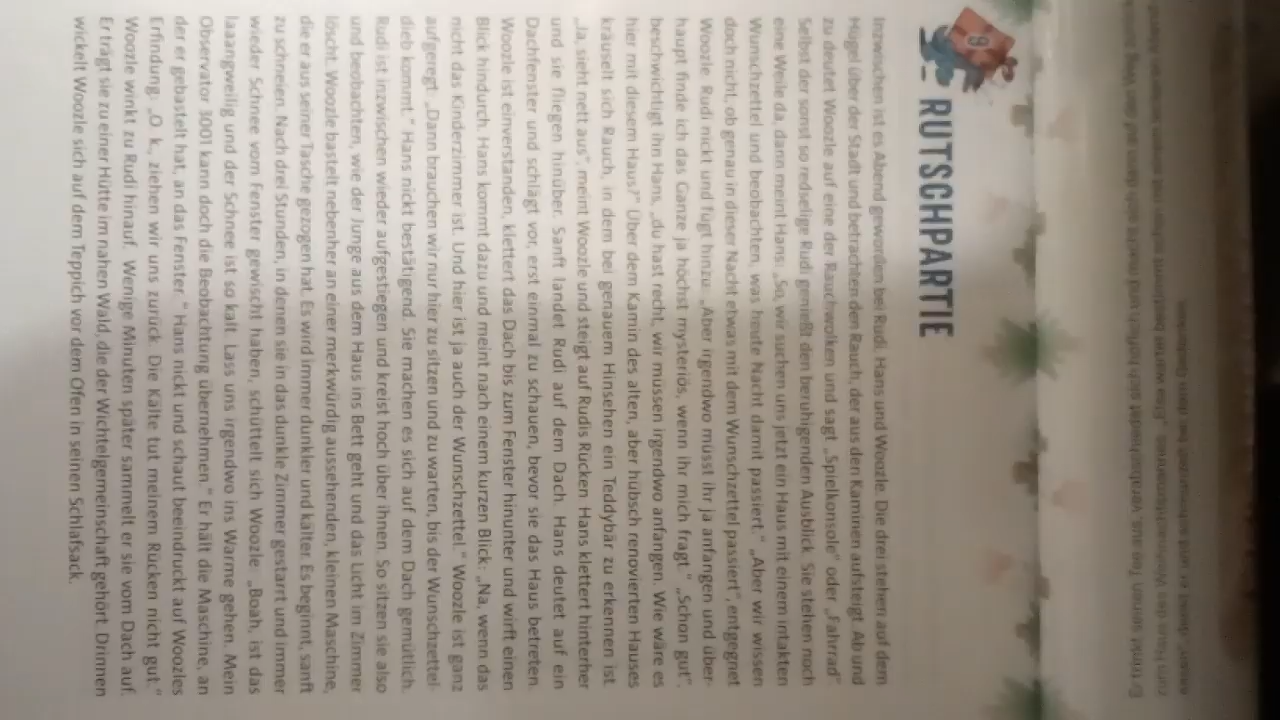 9
RUTSCHPARTIE
Inzwischen ist es Abend geworden bei Rudi, Hans und Woozle. Die drei stehen auf dem
Hügel über der Stadt und betrachten den Rauch, der aus den Kaminen aufsteigt. Ab und
zu deutet Woozle auf eine der Rauchwolken und sagt „Spielkonsole“ oder „Fahrrad“.
Selbst der sonst so redselige Rudi genießt den beruhigenden Ausblick. Sie stehen noch
eine Weile da, dann meint Hans: „So, wir suchen uns jetzt ein Haus mit einem intakten
Wunschzettel und beobachten, was heute Nacht damit passiert.“ „Aber wir wissen
doch nicht, ob genau in dieser Nacht etwas mit dem Wunschzettel passiert“, entgegnet
Woozle. Rudi nickt und fügt hinzu: „Aber irgendwo müsst ihr ja anfangen und über-
haupt finde ich das Ganze ja höchst mysteriös, wenn ihr mich fragt.“ „Schon gut“,
beschwichtigt ihn Hans, „du hast recht, wir müssen irgendwo anfangen. Wie wäre es
hier mit diesem Haus?“ Über dem Kamin des alten, aber hübsch renovierten Hauses
kräuselt sich Rauch, in dem bei genauem Hinsehen ein Teddybär zu erkennen ist.
„Ja, sieht nett aus“, meint Woozle und steigt auf Rudis Rücken. Hans klettert hinterher
und sie fliegen hinüber. Sanft landet Rudi auf dem Dach. Hans deutet auf ein
Dachfenster und schlägt vor, erst einmal zu schauen, bevor sie das Haus betreten.
Woozle ist einverstanden, klettert das Dach bis zum Fenster hinunter und wirft einen
Blick hindurch. Hans kommt dazu und meint nach einem kurzen Blick: „Na, wenn das
nicht das Kinderzimmer ist. Und hier ist ja auch der Wunschzettel.“ Woozle ist ganz
aufgeregt. „Dann brauchen wir nur hier zu sitzen und zu warten, bis der Wunschzettel-
dieb kommt.“ Hans nickt bestätigend. Sie machen es sich auf dem Dach gemütlich.
Rudi ist inzwischen wieder aufgestiegen und kreist hoch über ihnen. So sitzen sie also
und beobachten, wie der Junge aus dem Haus ins Bett geht und das Licht im Zimmer
löscht. Woozle bastelt nebenher an einer merkwürdig aussehenden, kleinen Maschine,
die er aus seiner Tasche gezogen hat. Es wird immer dunkler und kälter. Es beginnt, sanft
zu schneien. Nach drei Stunden, in denen sie in das dunkle Zimmer gestarrt und immer
wieder Schnee vom Fenster gewischt haben, schüttelt sich Woozle. „Boah, ist das
laaangweilig und der Schnee ist so kalt. Lass uns irgendwo ins Warme gehen. Mein
Observator 3001 kann doch die Beobachtung übernehmen.“ Er hält die Maschine, an
der er gebastelt hat, an das Fenster. “ Hans nickt und schaut beeindruckt auf Woozles
Erfindung: „O. k., ziehen wir uns zurück. Die Kälte tut meinem Rücken nicht gut.“
Woozle winkt zu Rudi hinauf. Wenige Minuten später sammelt er sie vom Dach auf.
Er trägt sie zu einer Hütte im nahen Wald, die der Wichtelgemeinschaft gehört. Drinnen
wickelt Woozle sich auf dem Teppich vor dem Ofen in seinen Schlafsack.